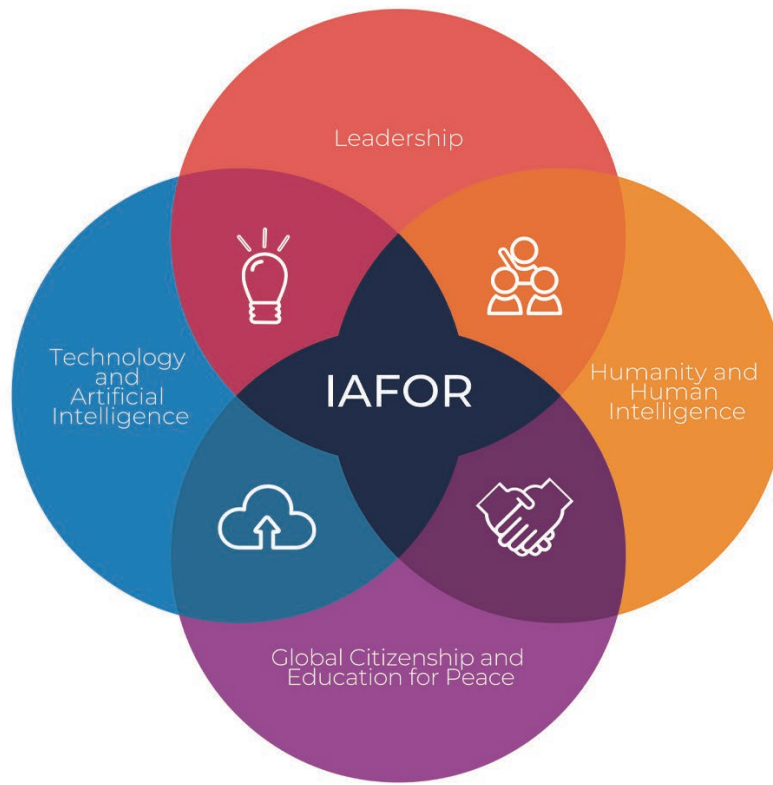 Leadership
Technology
and
Artificial
Intelligence
IAFOR
Humanity and
Human
Intelligence
Global Citizenship and
Education for Peace